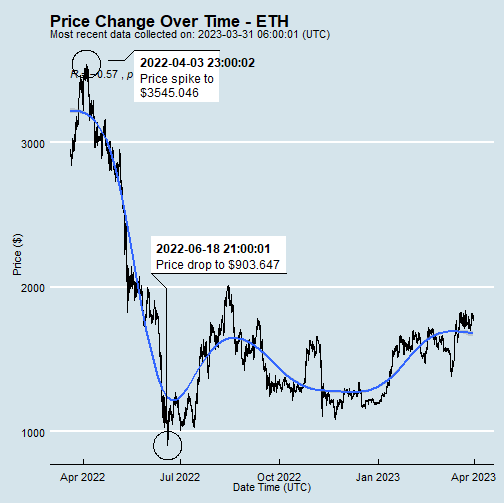 Price Change Over Time - ETH
Most recent data collected on: 2023-03-31 06:00:01 (UTC)
2022-04-03 23:00:02
Price spike to
$3545.046
0.57 , p
3000
2022-06-18 21:00:01
Price drop to $903.647
Price ($)
2000
1000
Apr 2022
Jul 2022
Oct 2022
Jan 2023
Apr 2023
Date Time (UTC)